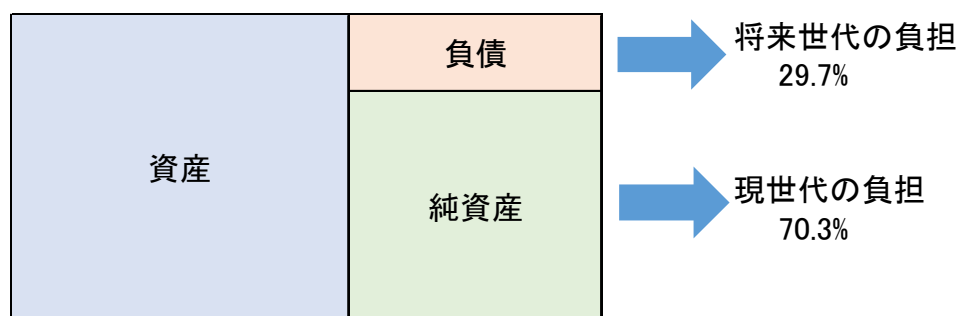 資産
負債
純資産
将来世代の負担
29.7%
現世代の負担
70.3%